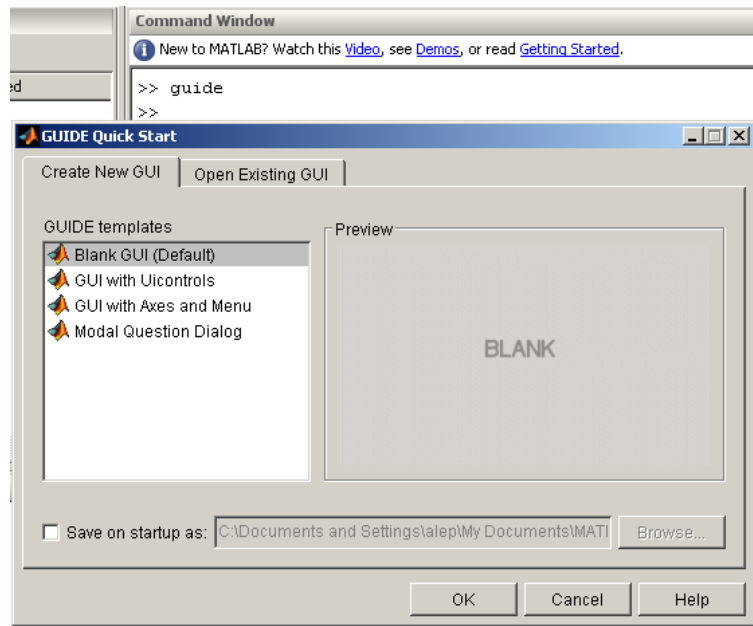 Command Window
New to MATLAB? Watch this Video, see Demos, or read Getting Started.
>> guide
>>
GUIDE Quick Start
Create New GUI
Open Existing GUI
GUIDE templates
Blank GUI (Default)
GUI with Uicontrols
GUI with Axes and Menu
Modal Question Dialog
Preview
BLANK
Save on startup as: C:\Documents and Settings\alep\My Documents\MATI Browse...
OK Cancel Help